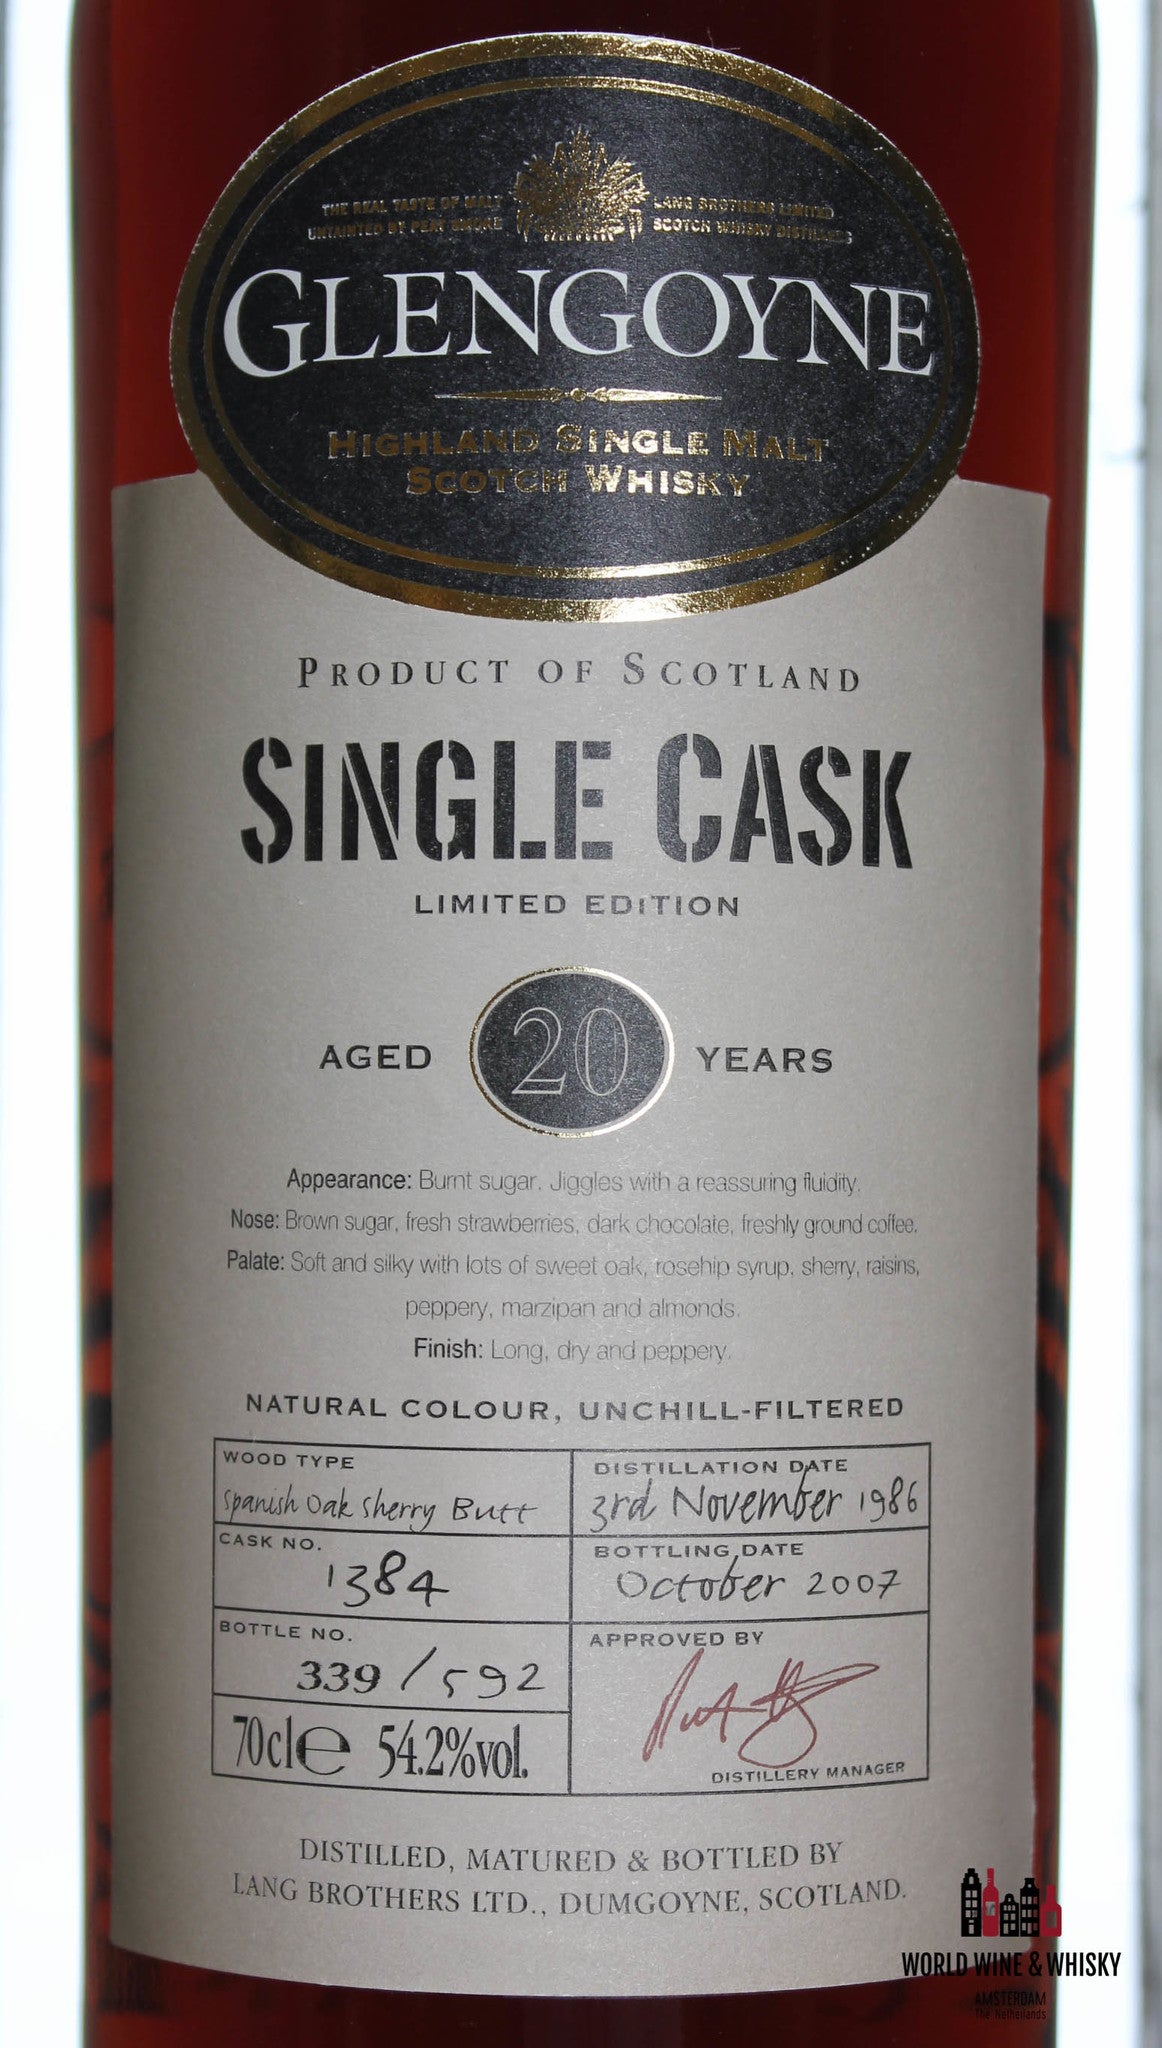 THE REAL TASTE OF MALT
UNTAINTED BY PEAT SMOKE
LANG BROTHERS LIMITED
SCOTCH WHISKY DISTILLERS
GLENGOYNE
HIGHLAND SINGLE MALT
SCOTCH WHISKY
PRODUCT OF SCOTLAND
SINGLE CASK
LIMITED EDITION
AGED 20 YEARS
Appearance: Burnt sugar. Jiggles with a reassuring fluidity.
Nose: Brown sugar, fresh strawberries, dark chocolate, freshly ground coffee.
Palate: Soft and silky with lots of sweet oak, rosehip syrup, sherry, raisins,
peppery, marzipan and almonds.
Finish: Long, dry and peppery.
NATURAL COLOUR, UNCHILL-FILTERED
WOOD TYPE
Spanish Oak Sherry Butt
DISTILLATION DATE
3rd November 1986
CASK NO.
1384
BOTTLING DATE
October 2007
BOTTLE NO.
339 / 592
APPROVED BY
DISTILLERY MANAGER
70cl e 54.2%vol.
DISTILLED, MATURED & BOTTLED BY
LANG BROTHERS LTD., DUMGOYNE, SCOTLAND.
WORLD WINE & WHISKY
AMSTERDAM
The Netherlands